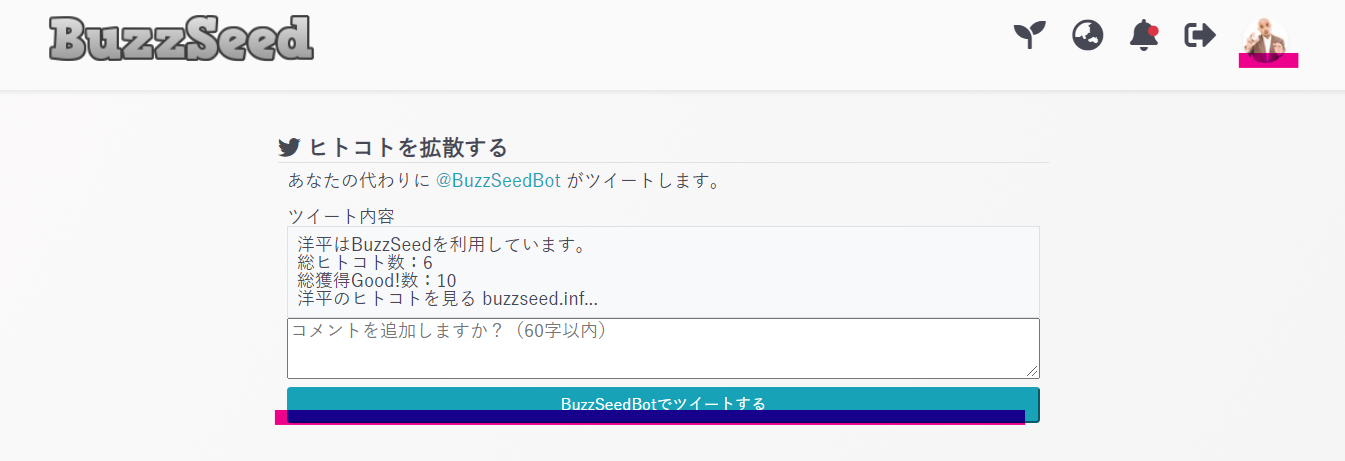 BuzzSeed
ヒトコトを拡散する
あなたの代わりに @BuzzSeedBot がツイートします。
ツイート内容
洋平はBuzzSeedを利用しています。
総ヒトコト数：6
総獲得Good!数：10
洋平のヒトコトを見る buzzseed.inf...
コメントを追加しますか？（60字以内）
BuzzSeedBotでツイートする